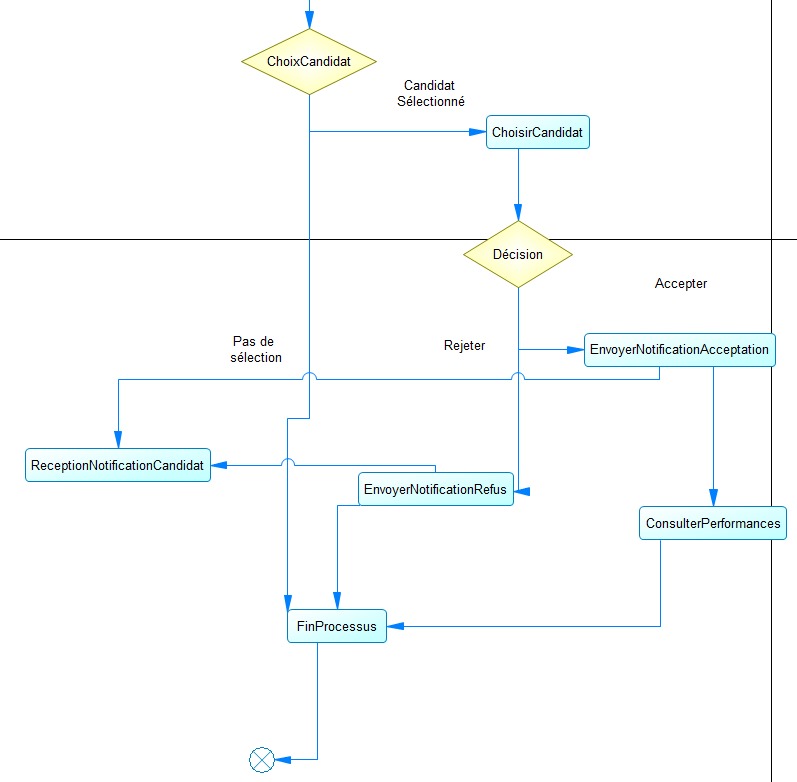 ChoixCandidat
Candidat
Sélectionné
ChoisirCandidat
Décision
Accepter
Pas de
sélection
Rejeter
EnvoyerNotificationAcceptation
ReceptionNotificationCandidat
EnvoyerNotificationRefus
ConsulterPerformances
FinProcessus